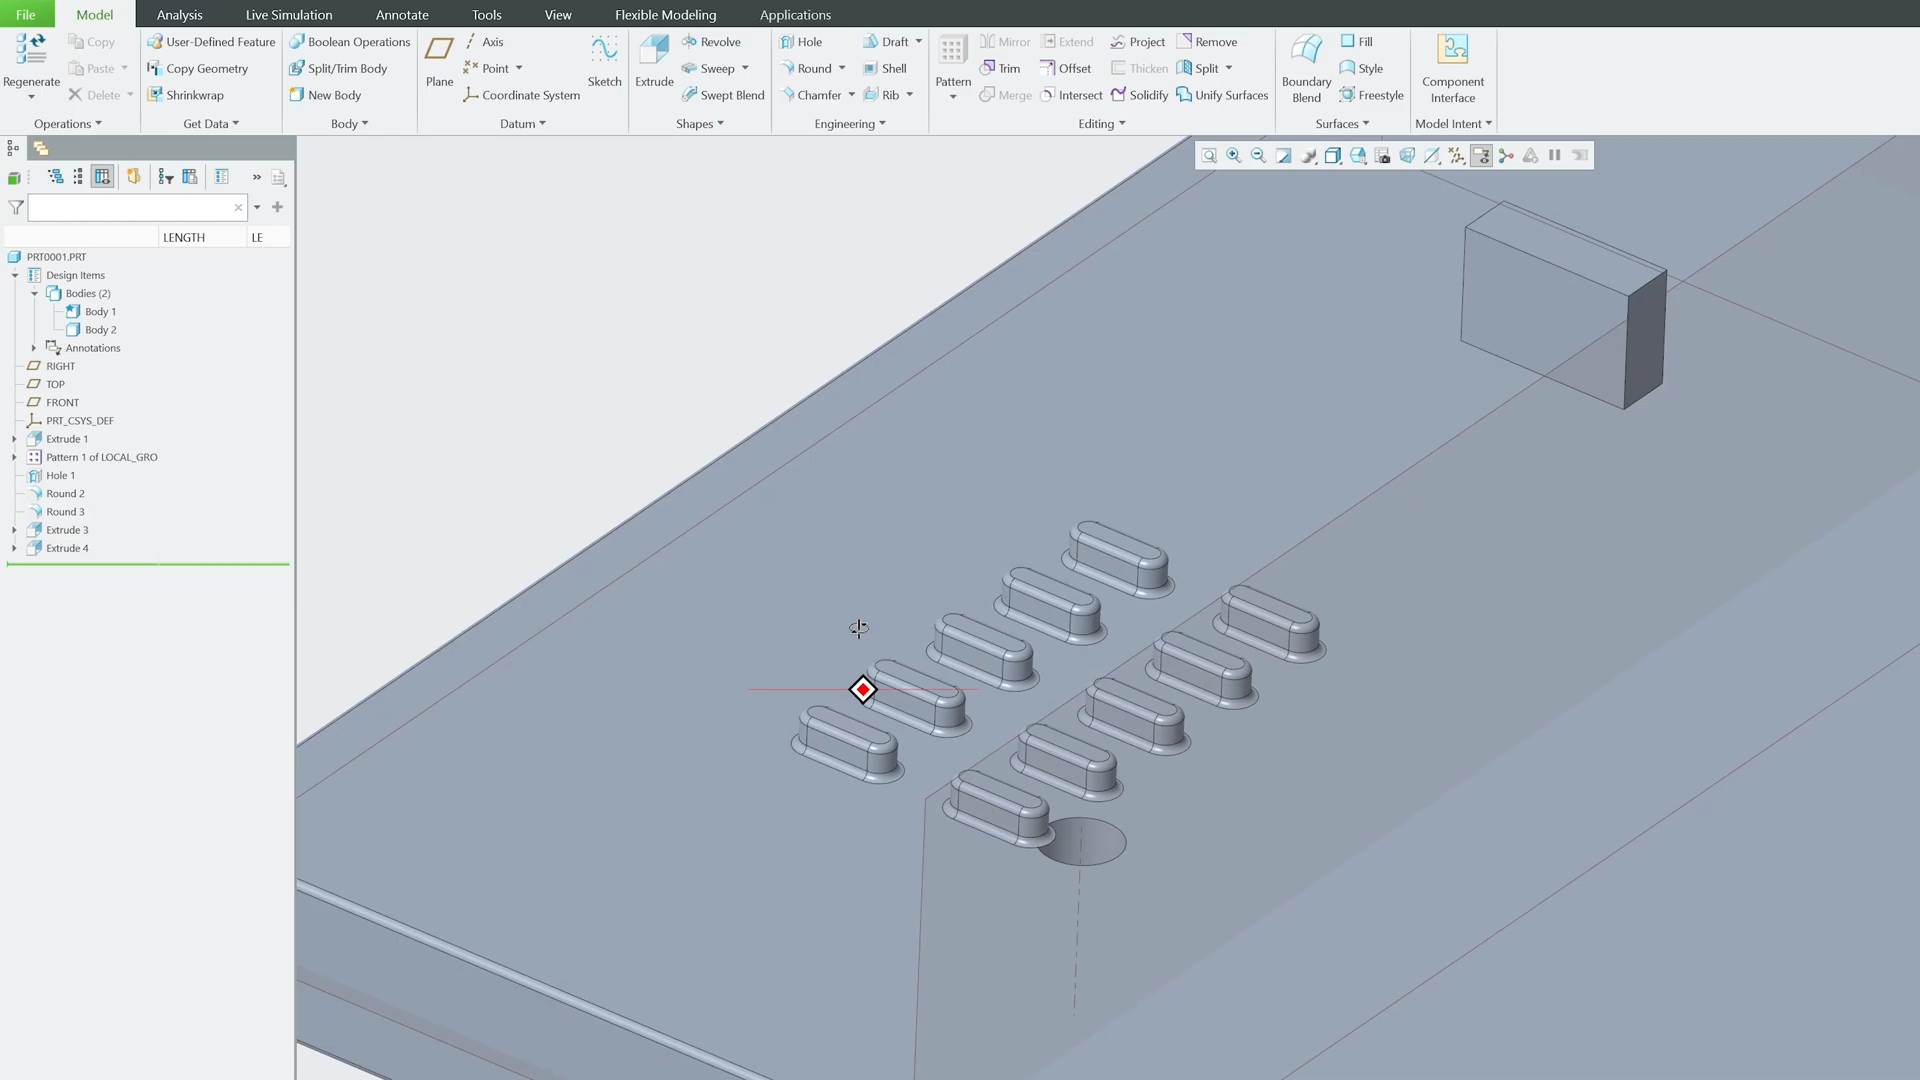 File Model Analysis Live Simulation Annotate Tools View Flexible Modeling Applications
Regenerate
Copy
Paste
Delete
Operations
User-Defined Feature
Copy Geometry
Shrinkwrap
Get Data
Boolean Operations
Split/Trim Body
New Body
Body
Plane
Axis
Point
Coordinate System
Sketch
Datum
Extrude
Revolve
Sweep
Swept Blend
Shapes
Hole
Round
Chamfer
Draft
Shell
Rib
Engineering
Pattern
Mirror
Trim
Merge
Extend
Offset
Intersect
Project
Thicken
Solidify
Remove
Split
Unify Surfaces
Editing
Boundary
Blend
Fill
Style
Freestyle
Surfaces
Component
Interface
Model Intent
LENGTH LE
PRT0001.PRT
Design Items
Bodies (2)
Body 1
Body 2
Annotations
RIGHT
TOP
FRONT
PRT_CSYS_DEF
Extrude 1
Pattern 1 of LOCAL_GRO
Hole 1
Round 2
Round 3
Extrude 3
Extrude 4